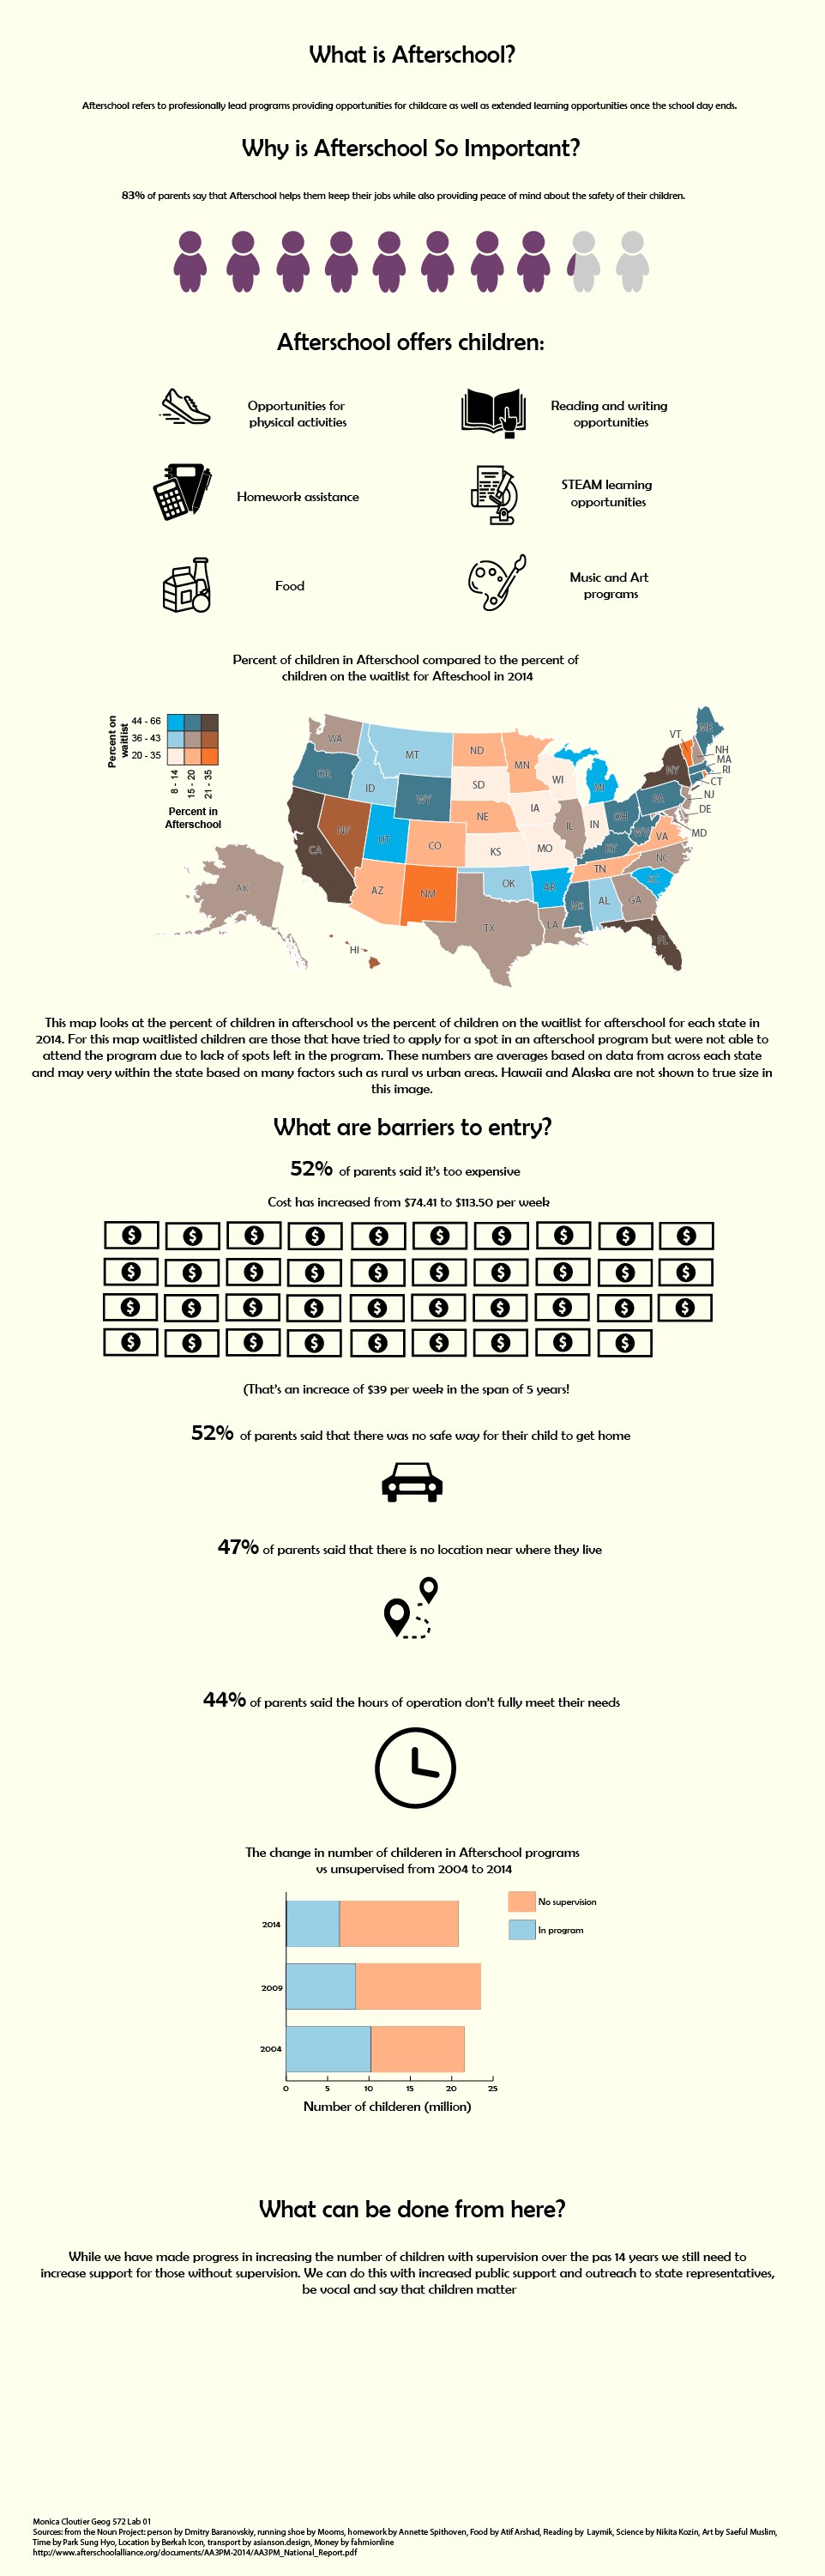 What is Afterschool?
Afterschool refers to professionally lead programs providing opportunities for childcare as well as extended learning opportunities once the school day ends.
Why is Afterschool So Important?
83% of parents say that Afterschool helps them keep their jobs while also providing peace of mind about the safety of their children.
Afterschool offers children:
Opportunities for
physical activities
Reading and writing
opportunities
Homework assistance
STEAM learning
opportunities
Food
Music and Art
programs
Percent of children in Afterschool compared to the percent of
children on the waitlist for Afteschool in 2014
Percent on
waitlist
44 - 66
36 - 43
20 - 35
8 - 14
15 - 20
21 - 35
Percent in
Afterschool
WA
OR
CA
NV
ID
MT
WY
UT
AZ
CO
NM
ND
SD
NE
KS
OK
TX
MN
IA
MO
AR
LA
WI
IL
MI
IN
OH
KY
TN
MS
AL
GA
FL
SC
NC
VA
WV
PA
NY
VT
ME
NH
MA
RI
CT
NJ
DE
MD
AK
HI
This map looks at the percent of children in afterschool vs the percent of children on the waitlist for afterschool for each state in
2014. For this map waitlisted children are those that have tried to apply for a spot in an afterschool program but were not able to
attend the program due to lack of spots left in the program. These numbers are averages based on data from across each state
and may very within the state based on many factors such as rural vs urban areas. Hawaii and Alaska are not shown to true size in
this image.
What are barriers to entry?
52% of parents said it's too expensive
Cost has increased from $74.41 to $113.50 per week
$ $ $ $ $ $ $ $ $ $
$ $ $ $ $ $ $ $ $ $
$ $ $ $ $ $ $ $ $ $
$ $ $ $ $ $ $ $ $
(That's an increace of $39 per week in the span of 5 years!
52% of parents said that there was no safe way for their child to get home
47% of parents said that there is no location near where they live
44% of parents said the hours of operation don't fully meet their needs
The change in number of childeren in Afterschool programs
vs unsupervised from 2004 to 2014
No supervision
In program
2014
2009
2004
0 5 10 15 20 25
Number of childeren (million)
What can be done from here?
While we have made progress in increasing the number of children with supervision over the pas 14 years we still need to
increase support for those without supervision. We can do this with increased public support and outreach to state representatives,
be vocal and say that children matter
Monica Cloutier Geog 572 Lab 01
Sources: from the Noun Project: person by Dmitry Baranovskiy, running shoe by Mooms, homework by Annette Spithoven, Food by Atif Arshad, Reading by Laymik, Science by Nikita Kozin, Art by Saeful Muslim,
Time by Park Sung Hyo, Location by Berkah Icon, transport by asianson.design, Money by fahmionline
http://www.afterschoolalliance.org/documents/AA3PM-2014/AA3PM_National_Report.pdf